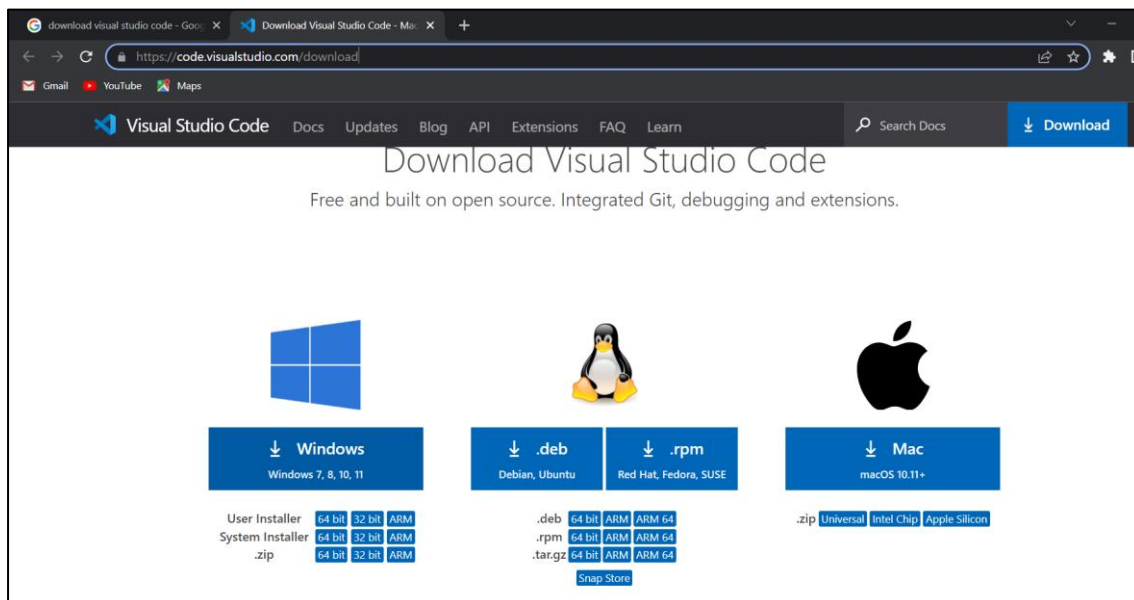 download visual studio code - Goog
Download Visual Studio Code - Mac
https://code.visualstudio.com/download
Gmail YouTube Maps
Visual Studio Code Docs Updates Blog API Extensions FAQ Learn Search Docs Download
Download Visual Studio Code
Free and built on open source. Integrated Git, debugging and extensions.
Windows
Windows 7, 8, 10, 11
.deb
Debian, Ubuntu
.rpm
Red Hat, Fedora, SUSE
Mac
macOS 10.11+
User Installer 64 bit 32 bit ARM
System Installer 64 bit 32 bit ARM
.zip 64 bit 32 bit ARM
.deb 64 bit ARM ARM 64
.rpm 64 bit ARM ARM 64
.tar.gz 64 bit ARM ARM 64
Snap Store
.zip Universal Intel Chip Apple Silicon